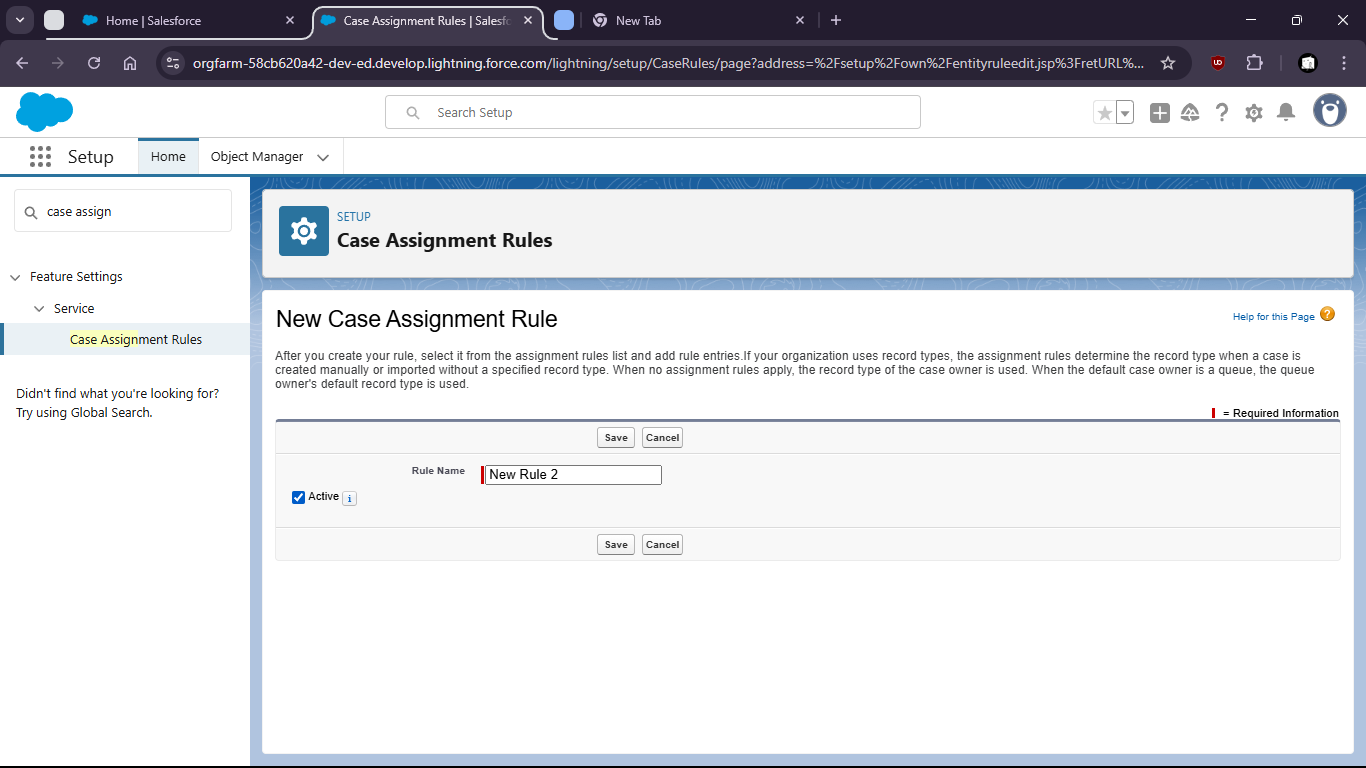 Home | Salesforce
Case Assignment Rules | Salesfo
New Tab
orgfarm-58cb620a42-dev-ed.develop.lightning.force.com/lightning/setup/CaseRules/page?address=%2Fsetup%2Fown%2Fentityruleedit.jsp%3FretURL%...
Search Setup
Setup
Home
Object Manager
case assign
SETUP
Case Assignment Rules
Feature Settings
Service
Case Assignment Rules
Didn't find what you're looking for?
Try using Global Search.
New Case Assignment Rule
Help for this Page ?
After you create your rule, select it from the assignment rules list and add rule entries.If your organization uses record types, the assignment rules determine the record type when a case is
created manually or imported without a specified record type. When no assignment rules apply, the record type of the case owner is used. When the default case owner is a queue, the queue
owner's default record type is used.
= Required Information
Save Cancel
Rule Name New Rule 2
Active i
Save Cancel